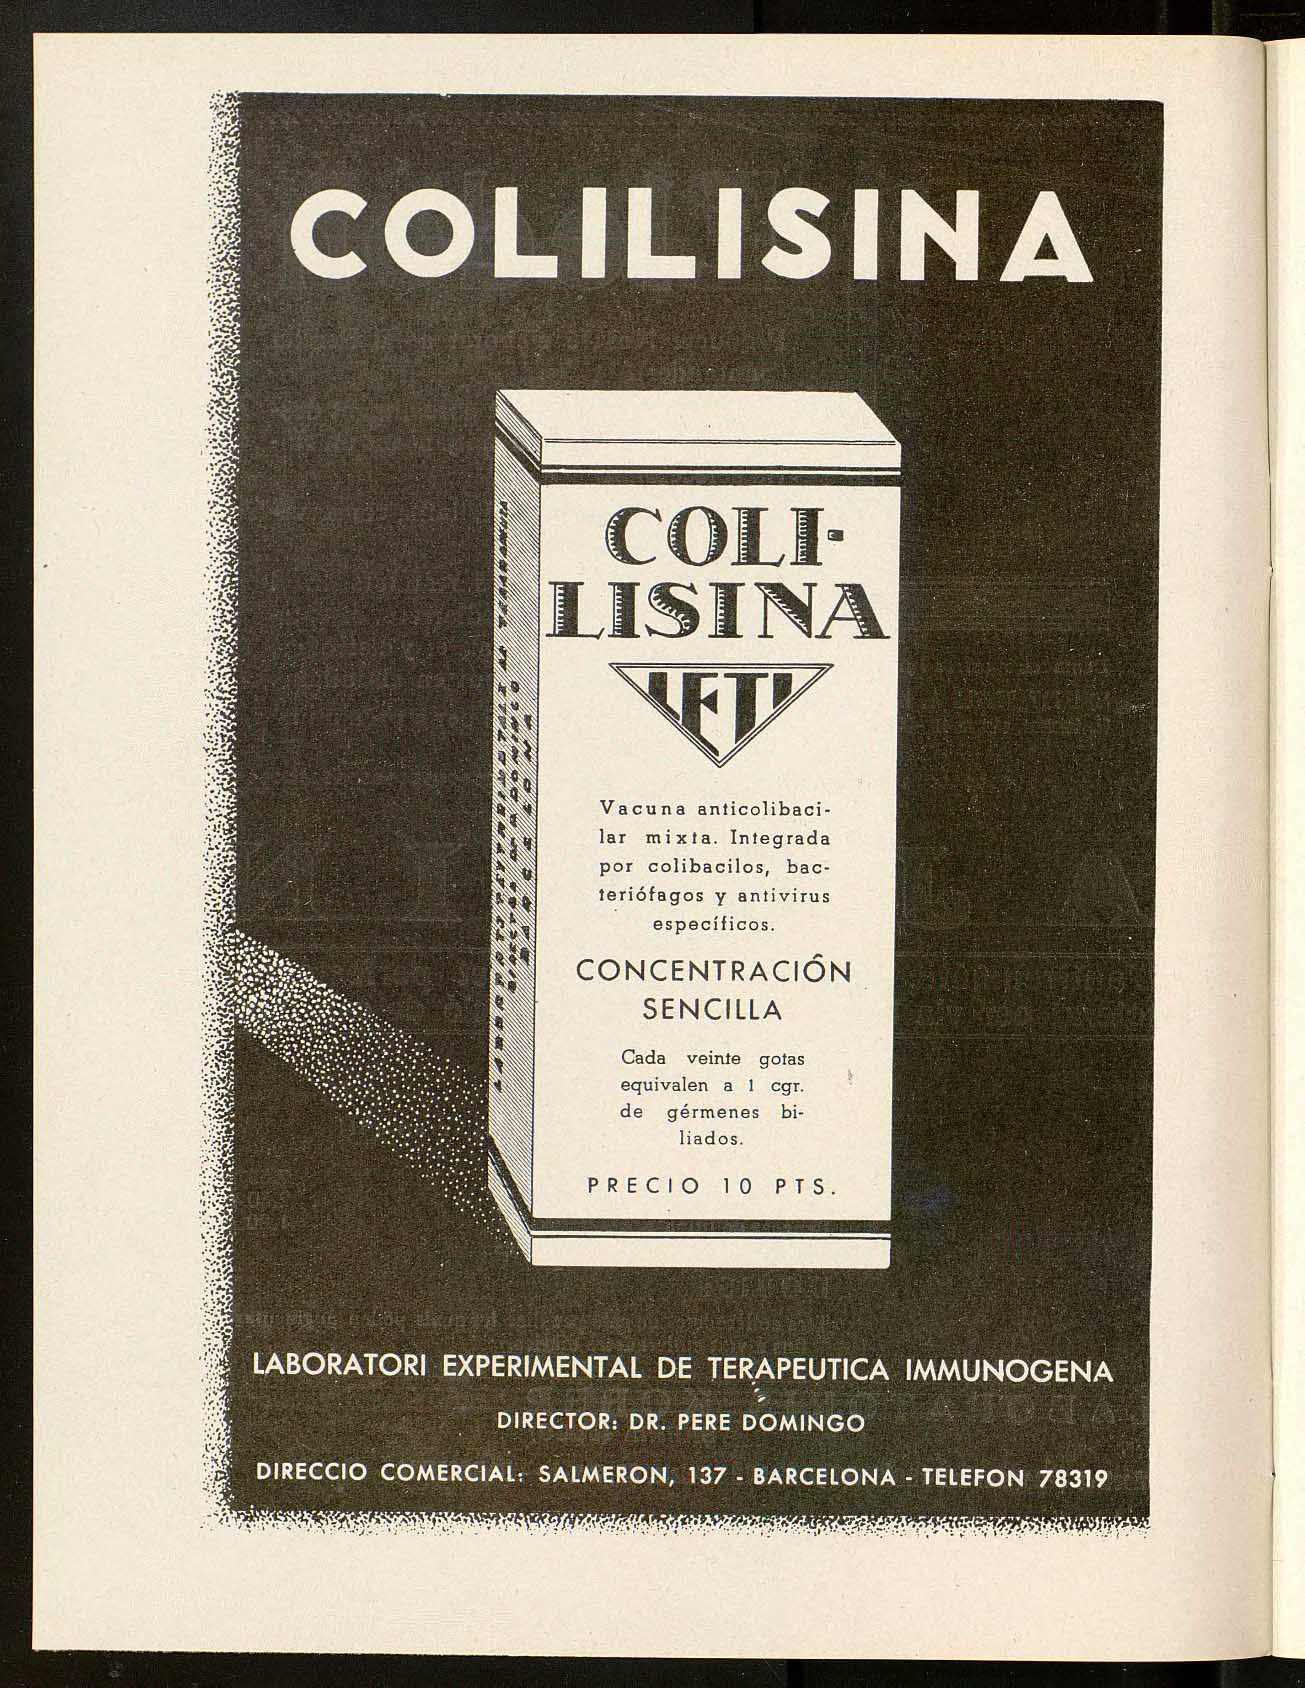 COLILISINA
COLI-
LISINA
LETI
Vacuna anticolibaci-
lar mixta. Integrada
por colibacilos, bac-
teriófagos y antivirus
específicos.
CONCENTRACIÓN
SENCILLA
Cada veinte gotas
equivalen a 1 cgr.
de gérmenes bi-
liados.
PRECIO 10 PTS.
BARCELONA
LABORATORI EXPERIMENTAL DE TERAPEUTICA IMMUNOGENA
DIRECTOR: DR. PERE DOMINGO
DIRECCIO COMERCIAL: SALMERON, 137 - BARCELONA - TELEFON 78319